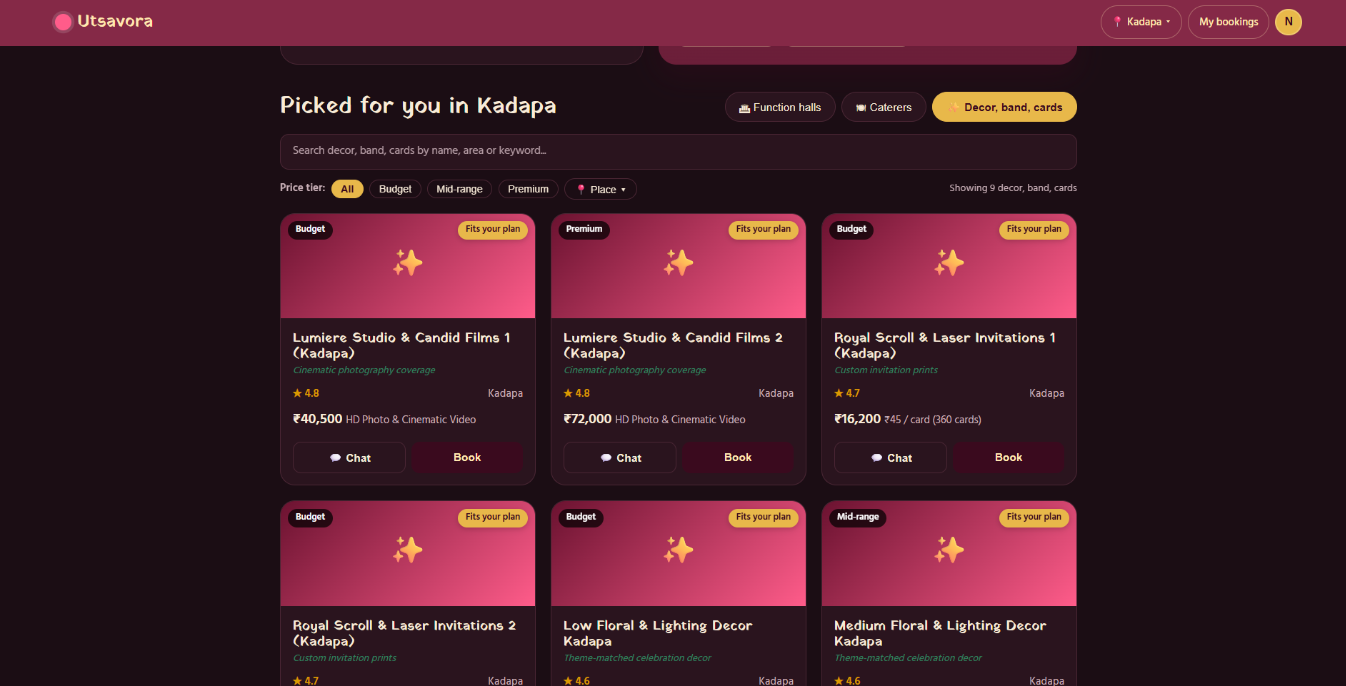 Utsavora
📍 Kadapa ▾
My bookings
N
Picked for you in Kadapa
Function halls
Caterers
Decor, band, cards
Search decor, band, cards by name, area or keyword...
Price tier:
All
Budget
Mid-range
Premium
📍 Place ▾
Showing 9 decor, band, cards
Budget
Fits your plan
Premium
Fits your plan
Budget
Fits your plan
Lumiere Studio & Candid Films 1
(Kadapa)
Cinematic photography coverage
★ 4.8
Kadapa
₹40,500 HD Photo & Cinematic Video
💬 Chat
Book
Lumiere Studio & Candid Films 2
(Kadapa)
Cinematic photography coverage
★ 4.8
Kadapa
₹72,000 HD Photo & Cinematic Video
💬 Chat
Book
Royal Scroll & Laser Invitations 1
(Kadapa)
Custom invitation prints
★ 4.7
Kadapa
₹16,200 ₹45 / card (360 cards)
💬 Chat
Book
Budget
Fits your plan
Budget
Fits your plan
Mid-range
Fits your plan
Royal Scroll & Laser Invitations 2
(Kadapa)
Custom invitation prints
★ 4.7
Kadapa
Low Floral & Lighting Decor
Kadapa
Theme-matched celebration decor
★ 4.6
Kadapa
Medium Floral & Lighting Decor
Kadapa
Theme-matched celebration decor
★ 4.6
Kadapa